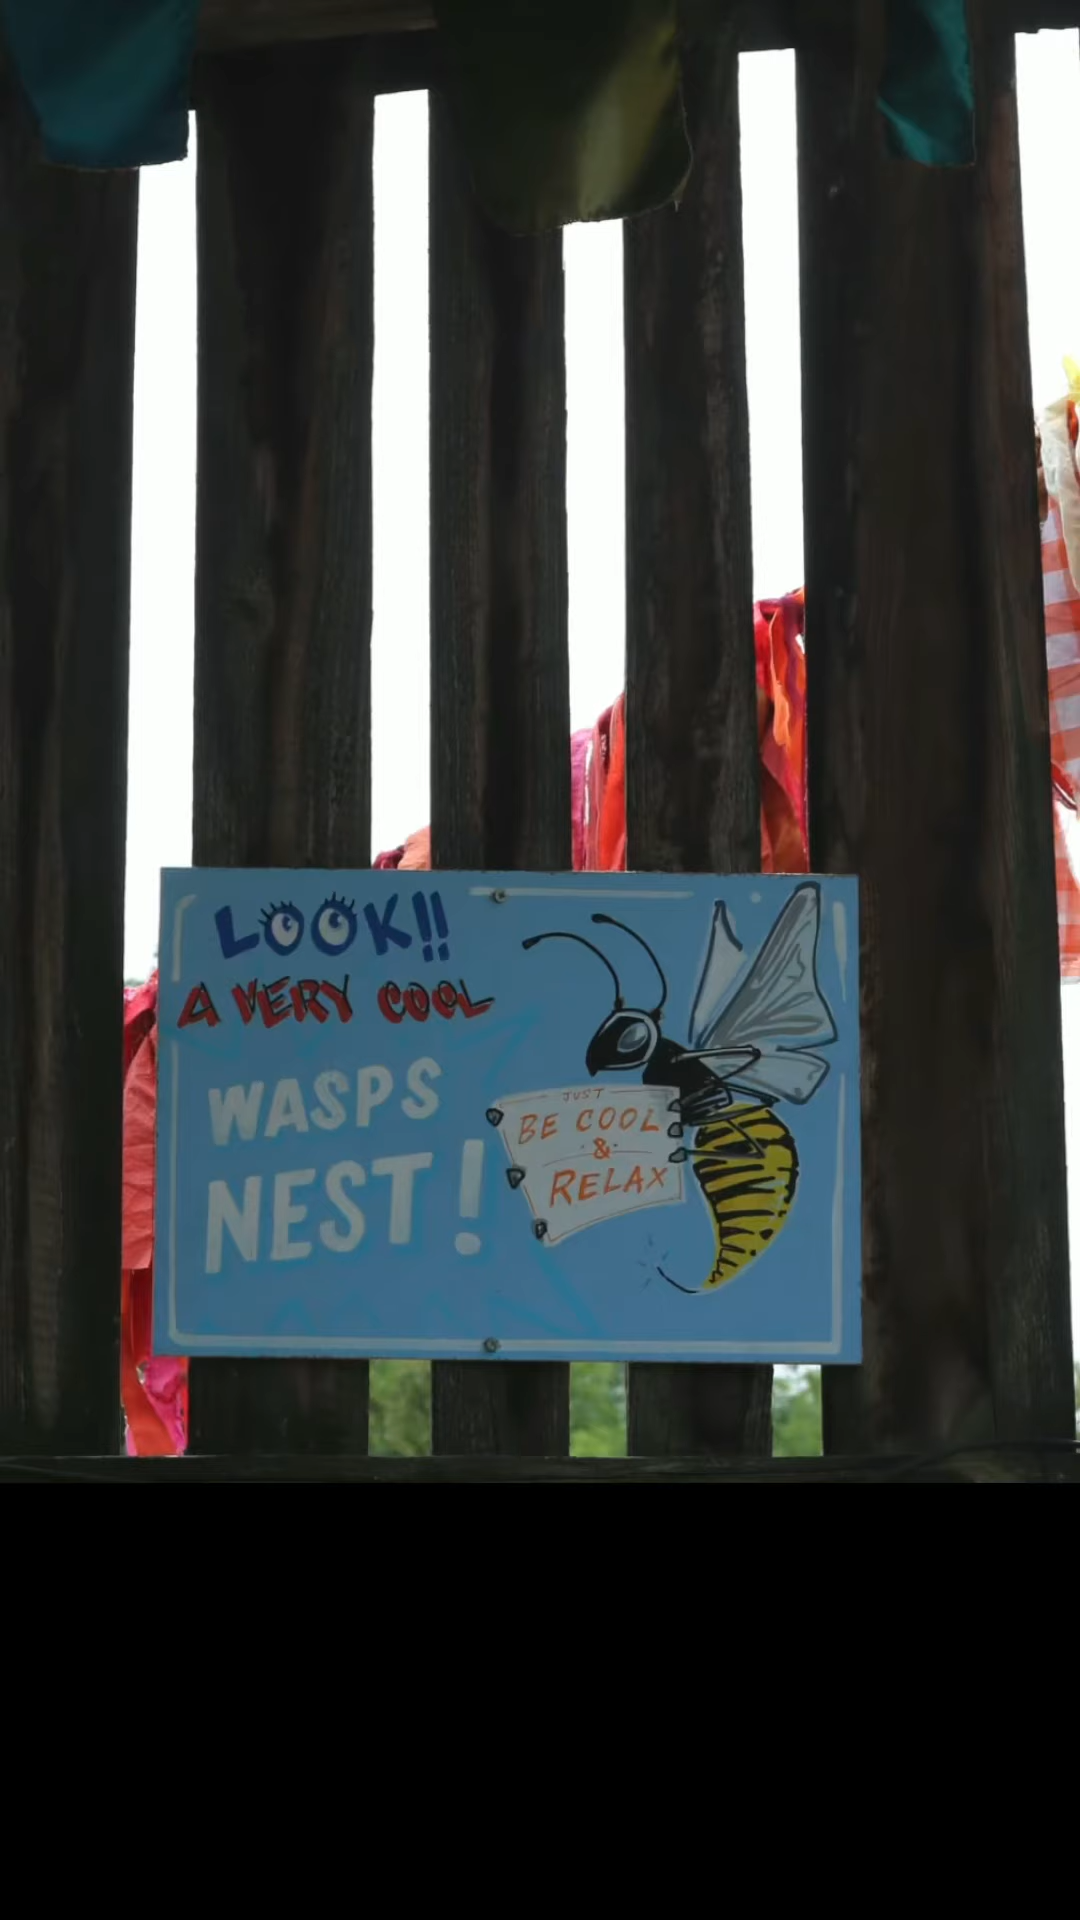 LOOK!!
A VERY COOL
WASPS
NEST!
JUST
BE COOL
&
RELAX